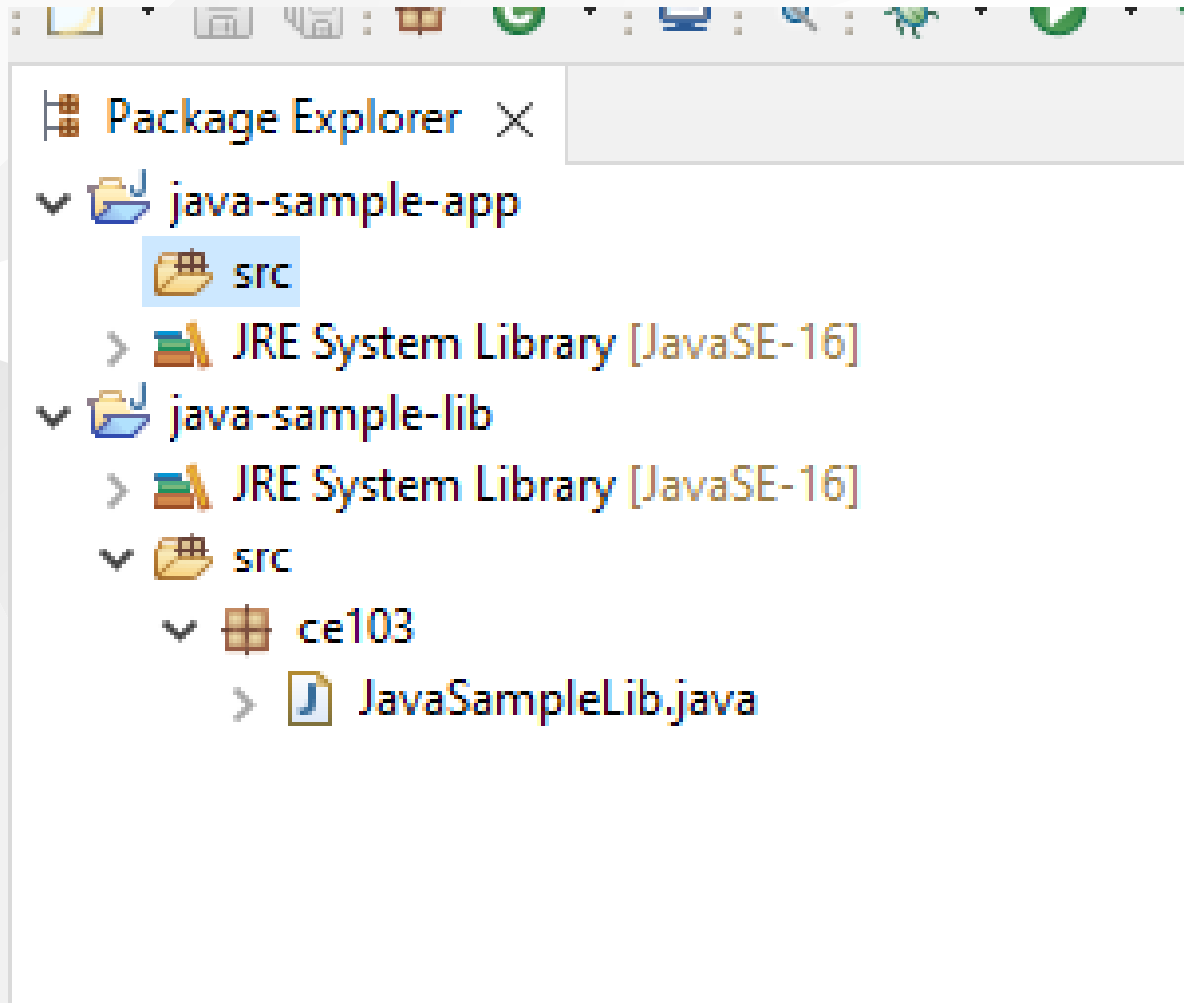 Package Explorer
java-sample-app
src
JRE System Library [JavaSE-16]
java-sample-lib
JRE System Library [JavaSE-16]
src
ce103
JavaSampleLib.java